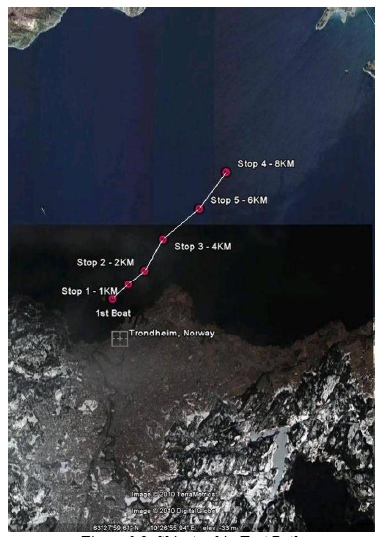 Stop 4 - 8KM
Stop 5 - 6KM
Stop 3 - 4KM
Stop 2 - 2KM
Stop 1 - 1KM
1st Boat
Trondheim, Norway
Image © 2010 TerraMetrics
Image © 2010 DigitalGlobe